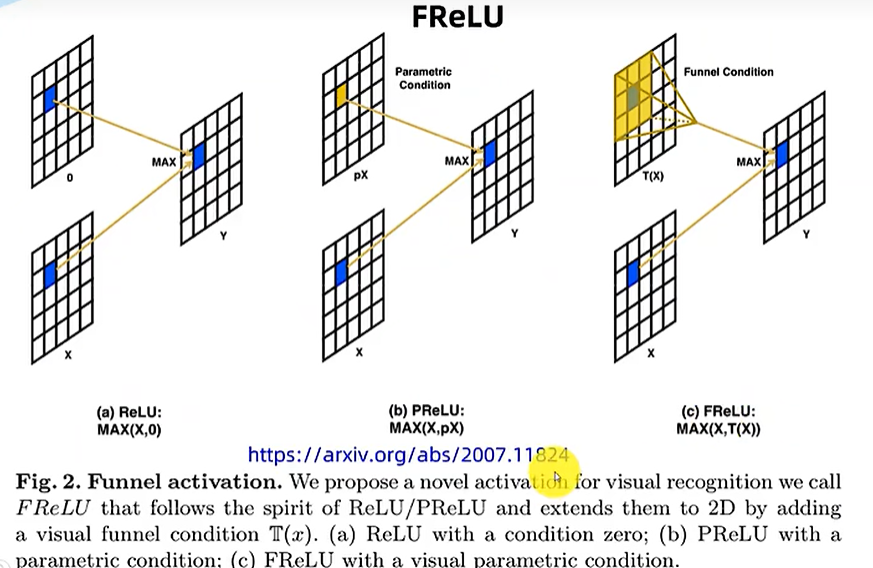 FReLU
Parametric
Condition
Funnel Condition
MAX
MAX
MAX
0
pX
T(X)
Y
Y
Y
X
X
X
(a) ReLU:
MAX(X,0)
(b) PReLU:
MAX(X,pX)
(c) FReLU:
MAX(X,T(X))
https://arxiv.org/abs/2007.11824
Fig. 2. Funnel activation. We propose a novel activation for visual recognition we call
FReLU that follows the spirit of ReLU/PReLU and extends them to 2D by adding
a visual funnel condition 𝕋(x). (a) ReLU with a condition zero; (b) PReLU with a
parametric condition; (c) FReLU with a visual parametric condition.